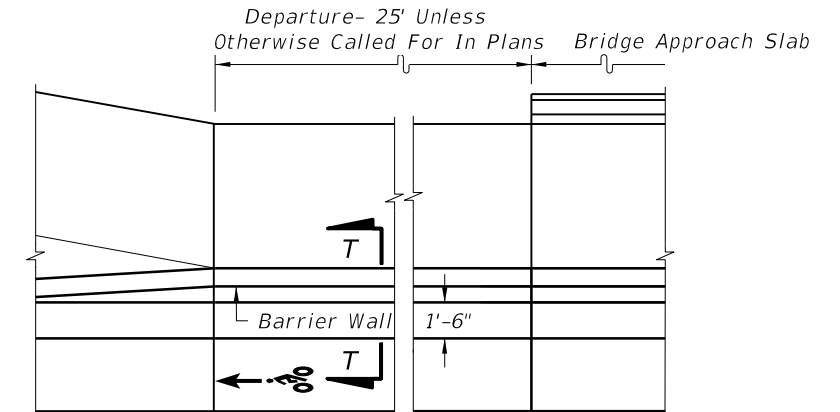 Departure- 25' Unless
Otherwise Called For In Plans
Bridge Approach Slab
T
Barrier Wall
1'-6"
T